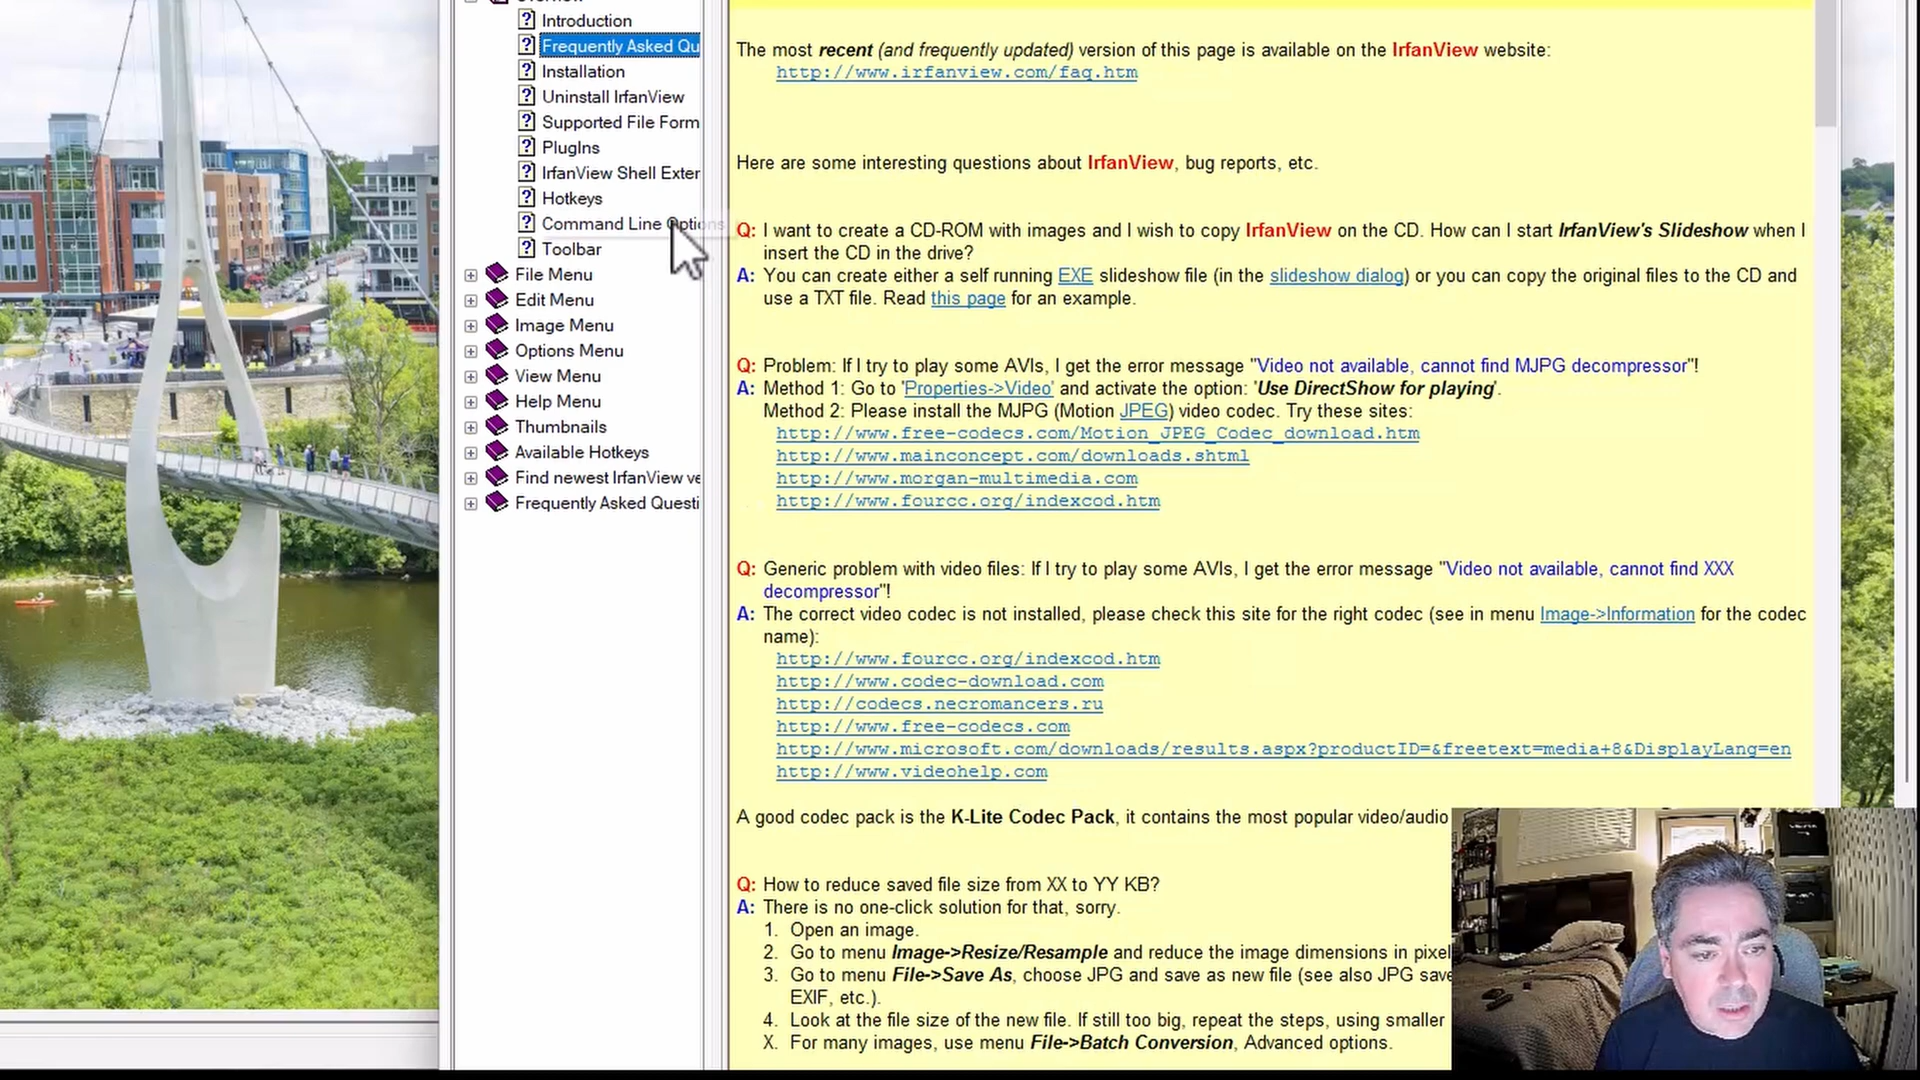 Introduction
Frequently Asked Qu
Installation
Uninstall IrfanView
Supported File Form
PlugIns
IrfanView Shell Exter
Hotkeys
Command Line Options
Toolbar
File Menu
Edit Menu
Image Menu
Options Menu
View Menu
Help Menu
Thumbnails
Available Hotkeys
Find newest IrfanView ve
Frequently Asked Questi
The most recent (and frequently updated) version of this page is available on the IrfanView website:
http://www.irfanview.com/faq.htm
Here are some interesting questions about IrfanView, bug reports, etc.
Q: I want to create a CD-ROM with images and I wish to copy IrfanView on the CD. How can I start IrfanView's Slideshow when I
insert the CD in the drive?
A: You can create either a self running EXE slideshow file (in the slideshow dialog) or you can copy the original files to the CD and
use a TXT file. Read this page for an example.
Q: Problem: If I try to play some AVIs, I get the error message "Video not available, cannot find MJPG decompressor"!
A: Method 1: Go to 'Properties->Video' and activate the option: 'Use DirectShow for playing'.
Method 2: Please install the MJPG (Motion JPEG) video codec. Try these sites:
http://www.free-codecs.com/Motion_JPEG_Codec_download.htm
http://www.mainconcept.com/downloads.shtml
http://www.morgan-multimedia.com
http://www.fourcc.org/indexcod.htm
Q: Generic problem with video files: If I try to play some AVIs, I get the error message "Video not available, cannot find XXX
decompressor"!
A: The correct video codec is not installed, please check this site for the right codec (see in menu Image->Information for the codec
name):
http://www.fourcc.org/indexcod.htm
http://www.codec-download.com
http://codecs.necromancers.ru
http://www.free-codecs.com
http://www.microsoft.com/downloads/results.aspx?productID=&freetext=media+8&DisplayLang=en
http://www.videohelp.com
A good codec pack is the K-Lite Codec Pack, it contains the most popular video/audio
Q: How to reduce saved file size from XX to YY KB?
A: There is no one-click solution for that, sorry.
1. Open an image.
2. Go to menu Image->Resize/Resample and reduce the image dimensions in pixel
3. Go to menu File->Save As, choose JPG and save as new file (see also JPG save
EXIF, etc.).
4. Look at the file size of the new file. If still too big, repeat the steps, using smaller
X. For many images, use menu File->Batch Conversion, Advanced options.